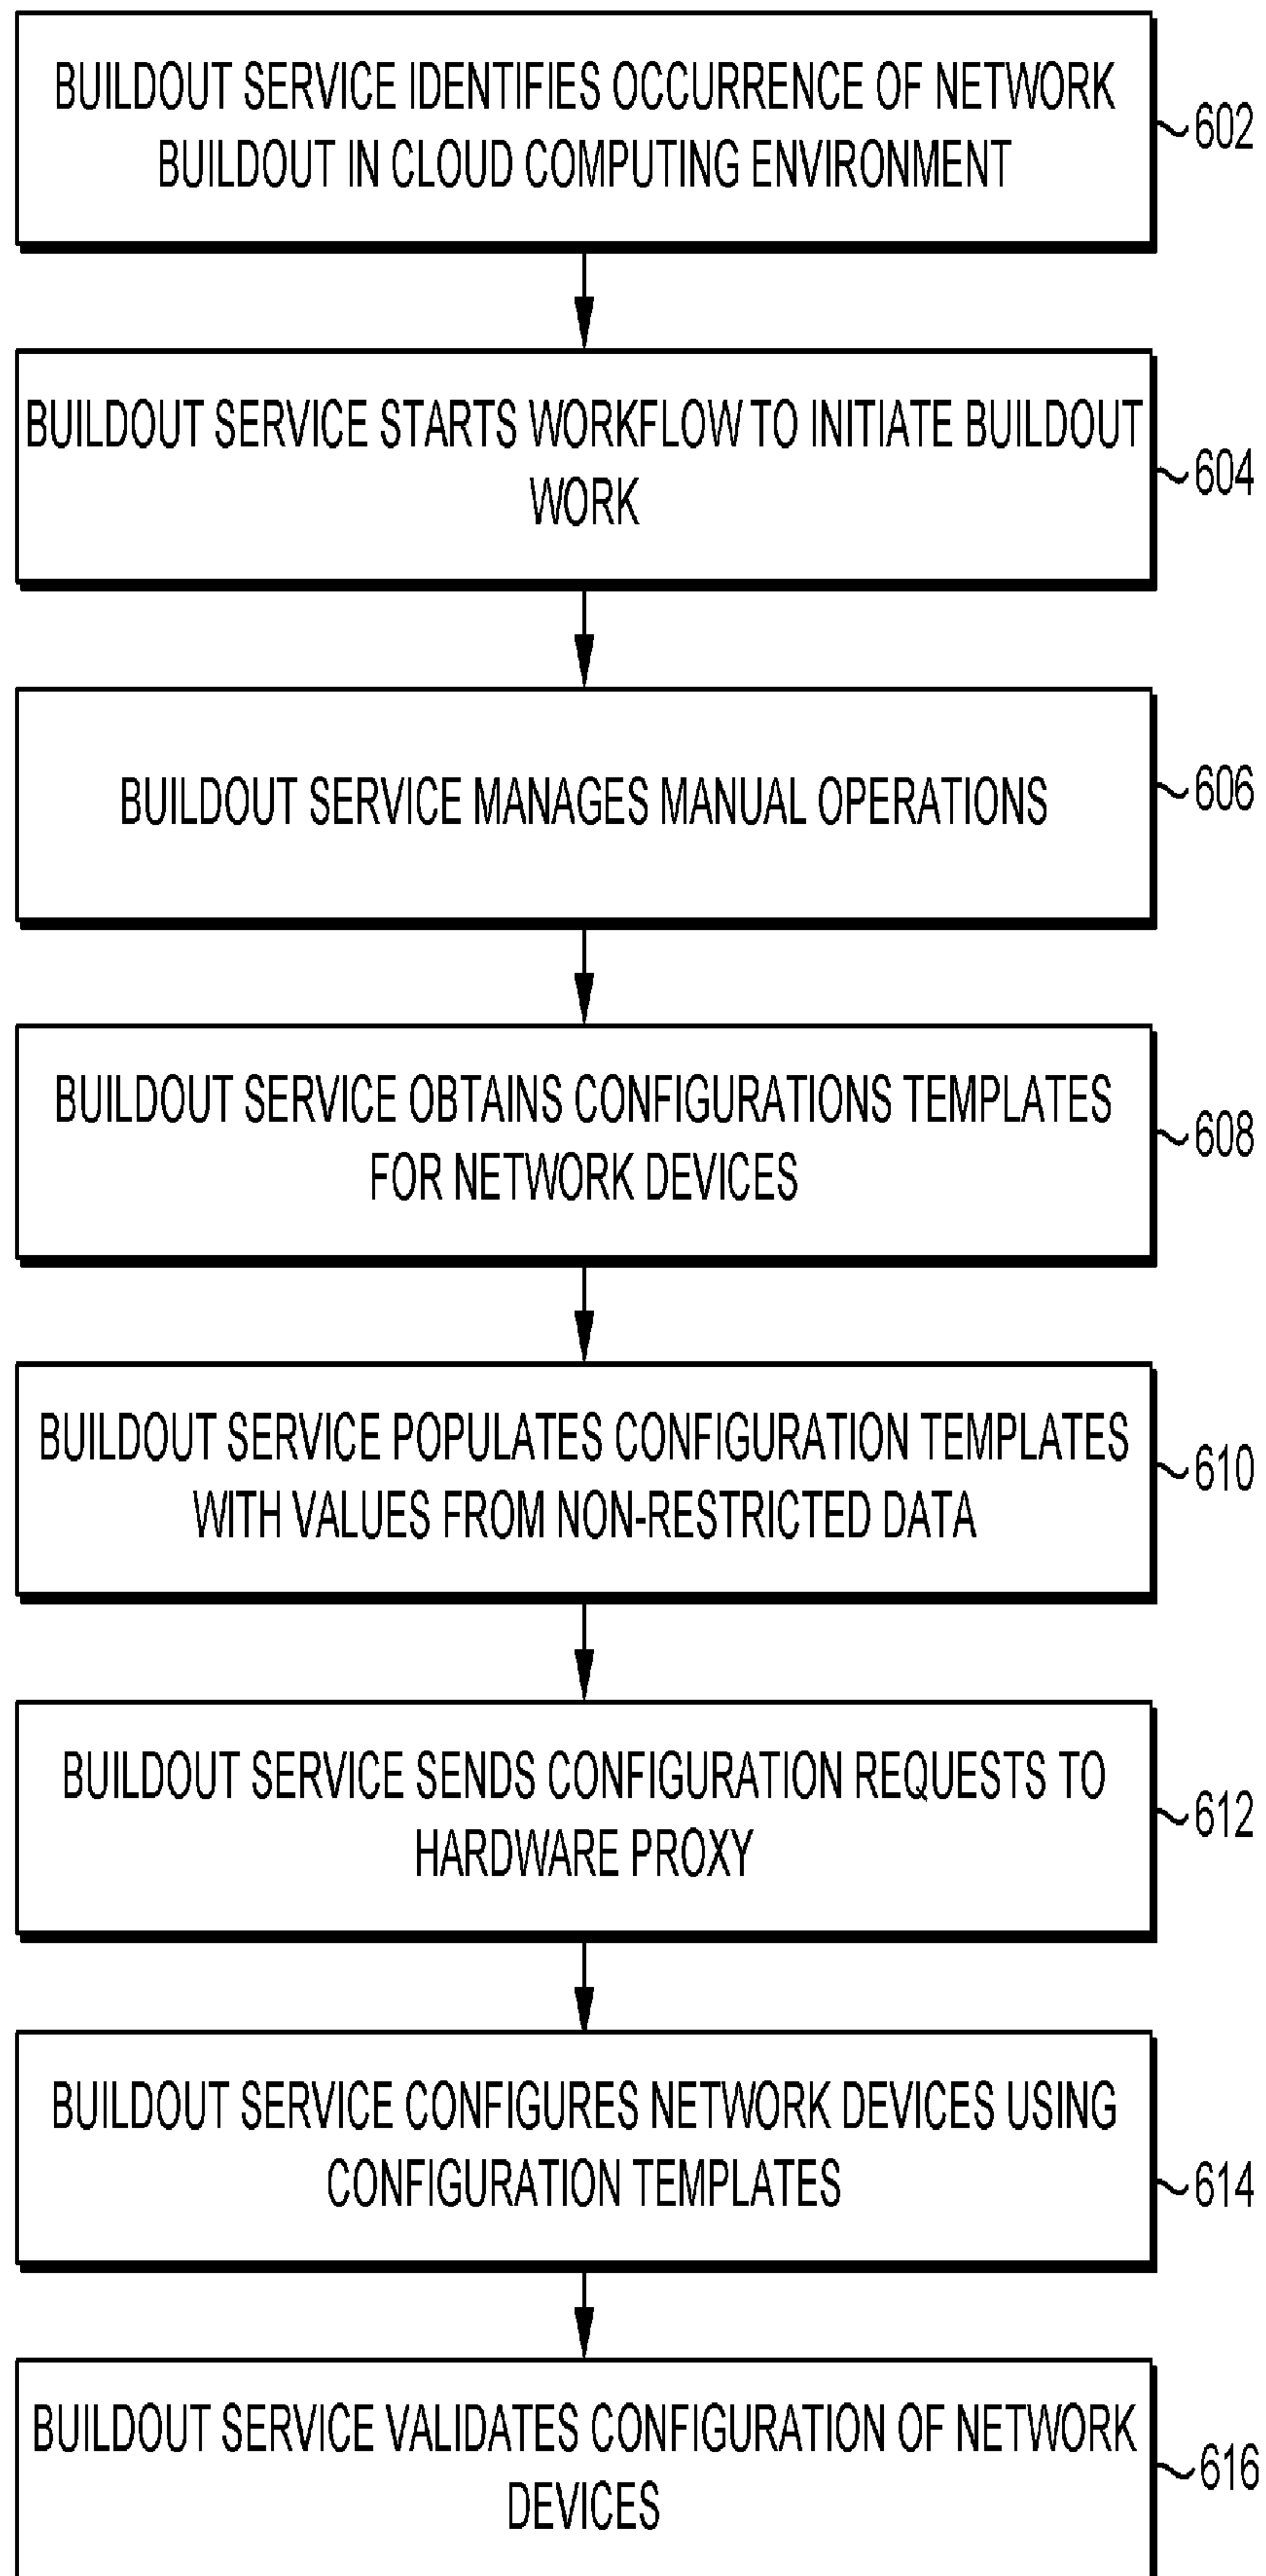 BUILDOUT SERVICE IDENTIFIES OCCURRENCE OF NETWORK
BUILDOUT IN CLOUD COMPUTING ENVIRONMENT
602
BUILDOUT SERVICE STARTS WORKFLOW TO INITIATE BUILDOUT
WORK
604
BUILDOUT SERVICE MANAGES MANUAL OPERATIONS
606
BUILDOUT SERVICE OBTAINS CONFIGURATIONS TEMPLATES
FOR NETWORK DEVICES
608
BUILDOUT SERVICE POPULATES CONFIGURATION TEMPLATES
WITH VALUES FROM NON-RESTRICTED DATA
610
BUILDOUT SERVICE SENDS CONFIGURATION REQUESTS TO
HARDWARE PROXY
612
BUILDOUT SERVICE CONFIGURES NETWORK DEVICES USING
CONFIGURATION TEMPLATES
614
BUILDOUT SERVICE VALIDATES CONFIGURATION OF NETWORK
DEVICES
616